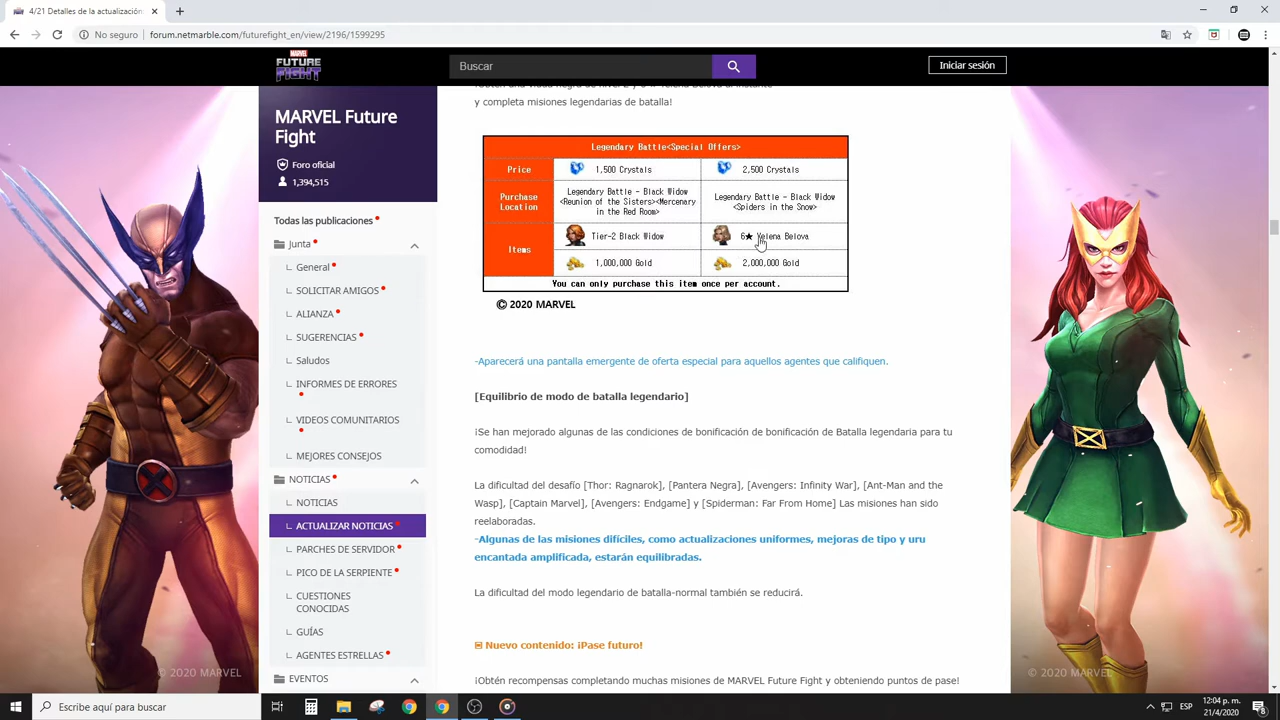 4/21 Detalles de la actualización
No seguro
forum.netmarble.com/futurefight_en/view/2196/1599295
MARVEL
FUTURE
FIGHT
Buscar
Iniciar sesión
MARVEL Future
Fight
Foro oficial
1,394,515
Todas las publicaciones
Junta
General
SOLICITAR AMIGOS
ALIANZA
SUGERENCIAS
Saludos
INFORMES DE ERRORES
VIDEOS COMUNITARIOS
MEJORES CONSEJOS
NOTICIAS
NOTICIAS
ACTUALIZAR NOTICIAS
PARCHES DE SERVIDOR
PICO DE LA SERPIENTE
CUESTIONES
CONOCIDAS
GUÍAS
AGENTES ESTRELLAS
EVENTOS
y completa misiones legendarias de batalla!
Legendary Battle<Special Offers>
Price
1,500 Crystals
2,500 Crystals
Purchase
Location
Legendary Battle - Black Widow
<Reunion of the Sisters><Mercenary
in the Red Room>
Legendary Battle - Black Widow
<Spiders in the Snow>
Items
Tier-2 Black Widow
6★ Yelena Belova
1,000,000 Gold
2,000,000 Gold
You can only purchase this item once per account.
© 2020 MARVEL
-Aparecerá una pantalla emergente de oferta especial para aquellos agentes que califiquen.
[Equilibrio de modo de batalla legendario]
¡Se han mejorado algunas de las condiciones de bonificación de bonificación de Batalla legendaria para tu
comodidad!
La dificultad del desafío [Thor: Ragnarok], [Pantera Negra], [Avengers: Infinity War], [Ant-Man and the
Wasp], [Captain Marvel], [Avengers: Endgame] y [Spiderman: Far From Home] Las misiones han sido
reelaboradas.
-Algunas de las misiones difíciles, como actualizaciones uniformes, mejoras de tipo y uru
encantada amplificada, estarán equilibradas.
La dificultad del modo legendario de batalla-normal también se reducirá.
Nuevo contenido: ¡Pase futuro!
¡Obtén recompensas completando muchas misiones de MARVEL Future Fight y obteniendo puntos de pase!
© 2020 MARVEL
© 2020 MARVEL
Escribe aquí para buscar
ESP
12:04 p. m.
21/4/2020
8